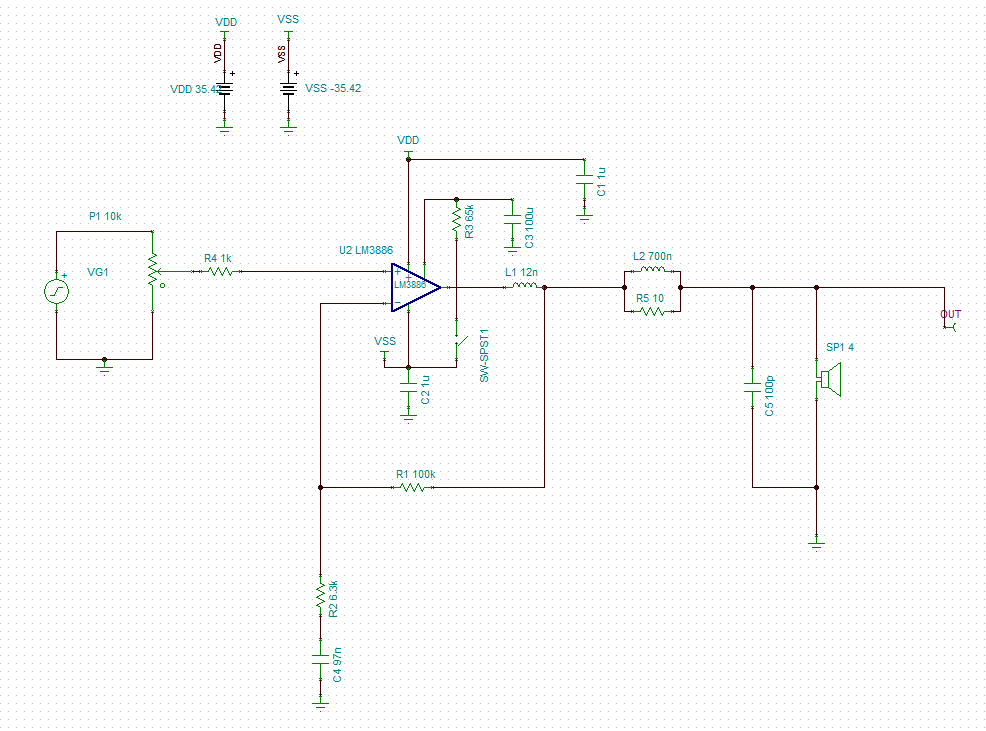 VDD
VSS
VDD
VSS
+
+
VDD 35.42
VSS -35.42
VDD
C1 1u
P1 10k
R3 65k
C3 100u
U2 LM3886
R4 1k
L2 700n
VG1
+
+
+
LM3886
-
L1 12n
R5 10
OUT
VSS
SW-SPST1
SP1 4
C2 1u
C5 100p
R1 100k
R2 6.3k
C4 97n